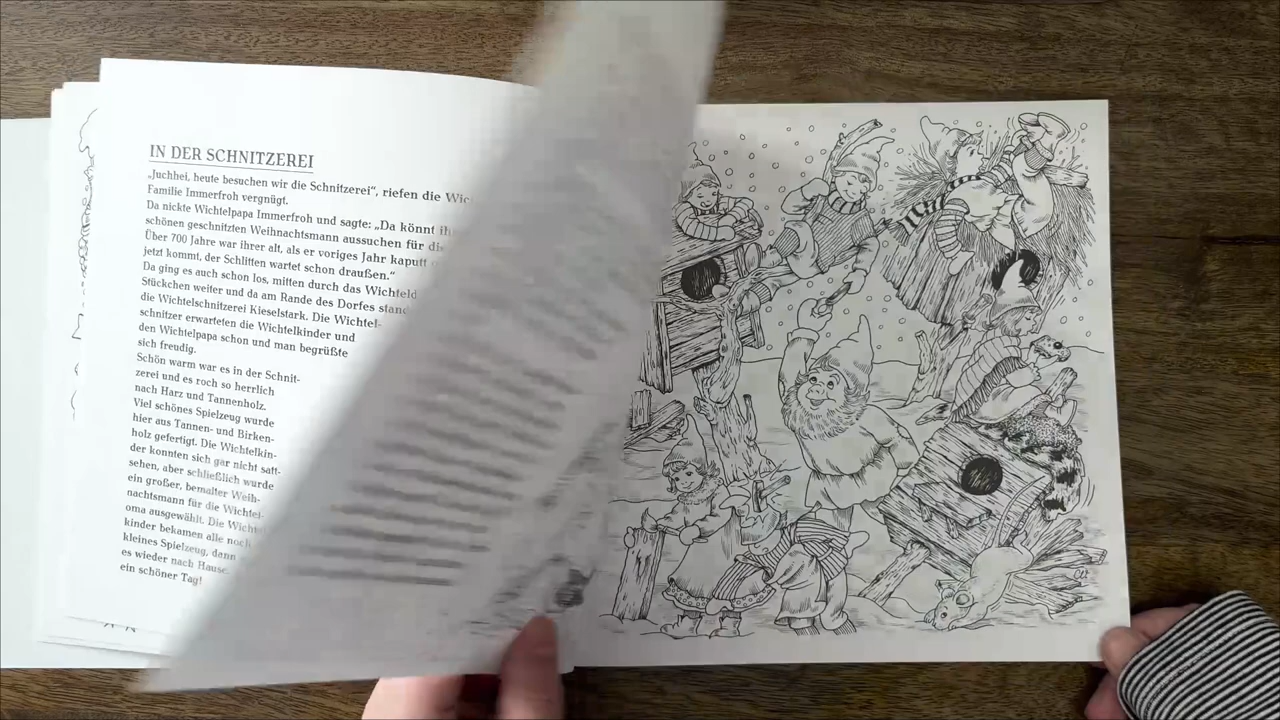 IN DER SCHNITZEREI
„Juchhei, heute besuchen wir die Schnitzerei“, riefen die
Familie Immerfroh vergnügt.
Da nickte Wichtelpapa Immerfroh und sagte: „Da könnt
schönen geschnitzten Weihnachtsmann aussuchen für
Über 700 Jahre war ihrer alt, als er voriges Jahr kaputt
jetzt kommt, der Schlitten wartet schon draußen.“
Da ging es auch schon los, mitten durch das
Stückchen weiter und da am Rande des Dorfes
die Wichtelschnitzerei Kieselstark. Die Wichtel-
schnitzer erwarteten die Wichtelkinder und
den Wichtelpapa schon und man begrüßte
sich freudig.
Schön warm war es in der Schnit-
zerei und es roch so herrlich
nach Harz und Tannenholz.
Viel schönes Spielzeug wurde
hier aus Tannen- und Birken-
holz gefertigt. Die Wichtelkin-
der konnten sich gar nicht satt-
sehen, aber schließlich wurde
ein großer, bemalter Weih-
nachtsmann für die Wichtel-
oma ausgewählt. Die
kinder bekamen alle noch
kleines Spielzeug, dann
es wieder nach Hause.
ein schöner Tag!